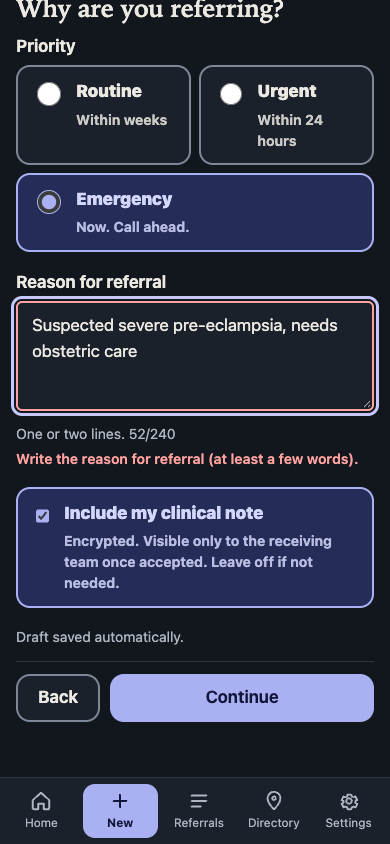 Why are you referring?
Priority
Routine
Within weeks
Urgent
Within 24
hours
Emergency
Now. Call ahead.
Reason for referral
Suspected severe pre-eclampsia, needs
obstetric care
One or two lines. 52/240
Write the reason for referral (at least a few words).
Include my clinical note
Encrypted. Visible only to the receiving
team once accepted. Leave off if not
needed.
Draft saved automatically.
Back
Continue
Home
New
Referrals
Directory
Settings